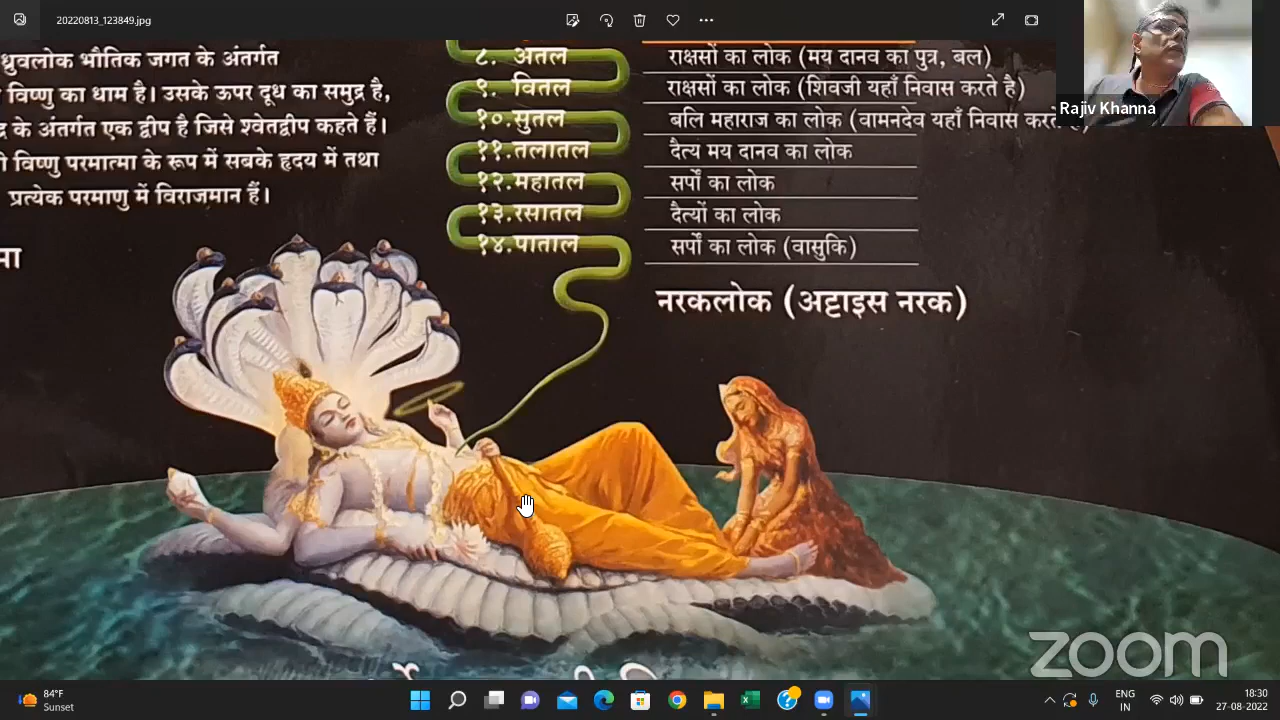 20220813_123849.jpg
ध्रुवलोक भौतिक जगत के अंतर्गत
विष्णु का धाम है। उसके ऊपर दूध का समुद्र है,
के अंतर्गत एक द्वीप है जिसे श्वेतद्वीप कहते हैं।
विष्णु परमात्मा के रूप में सबके हृदय में तथा
प्रत्येक परमाणु में विराजमान हैं।
८. अतल राक्षसों का लोक (मय दानव का पुत्र, बल)
९. वितल राक्षसों का लोक (शिवजी यहाँ निवास करते है)
१०.सुतल बलि महाराज का लोक (वामनदेव यहाँ निवास करते
११.तलातल दैत्य मय दानव का लोक
१२.महातल सर्पों का लोक
१३.रसातल दैत्यों का लोक
१४.पाताल सर्पों का लोक (वासुकि)
नरकलोक (अट्टाइस नरक)
Rajiv Khanna
zoom
84°F
Sunset
ENG
IN
18:30
27-08-2022